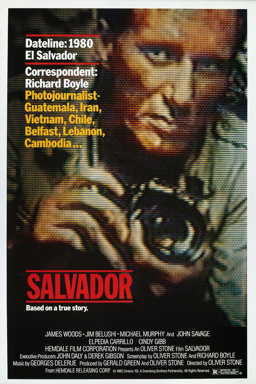 Dateline: 1980
El Salvador
Correspondent:
Richard Boyle
Photojournalist-
Guatemala, Iran,
Vietnam, Chile,
Belfast, Lebanon,
Cambodia...
SALVADOR
Based on a true story.
JAMES WOODS • JIM BELUSHI • MICHAEL MURPHY And JOHN SAVAGE
ELPEDIA CARRILLO CINDY GIBB
HEMDALE FILM CORPORATION Presents An OLIVER STONE Film SALVADOR
Executive Producers JOHN DALY & DEREK GIBSON Screenplay by OLIVER STONE And RICHARD BOYLE
Music by GEORGES DELERUE Produced by GERALD GREEN And OLIVER STONE Directed by OLIVER STONE
From HEMDALE RELEASING CORP.